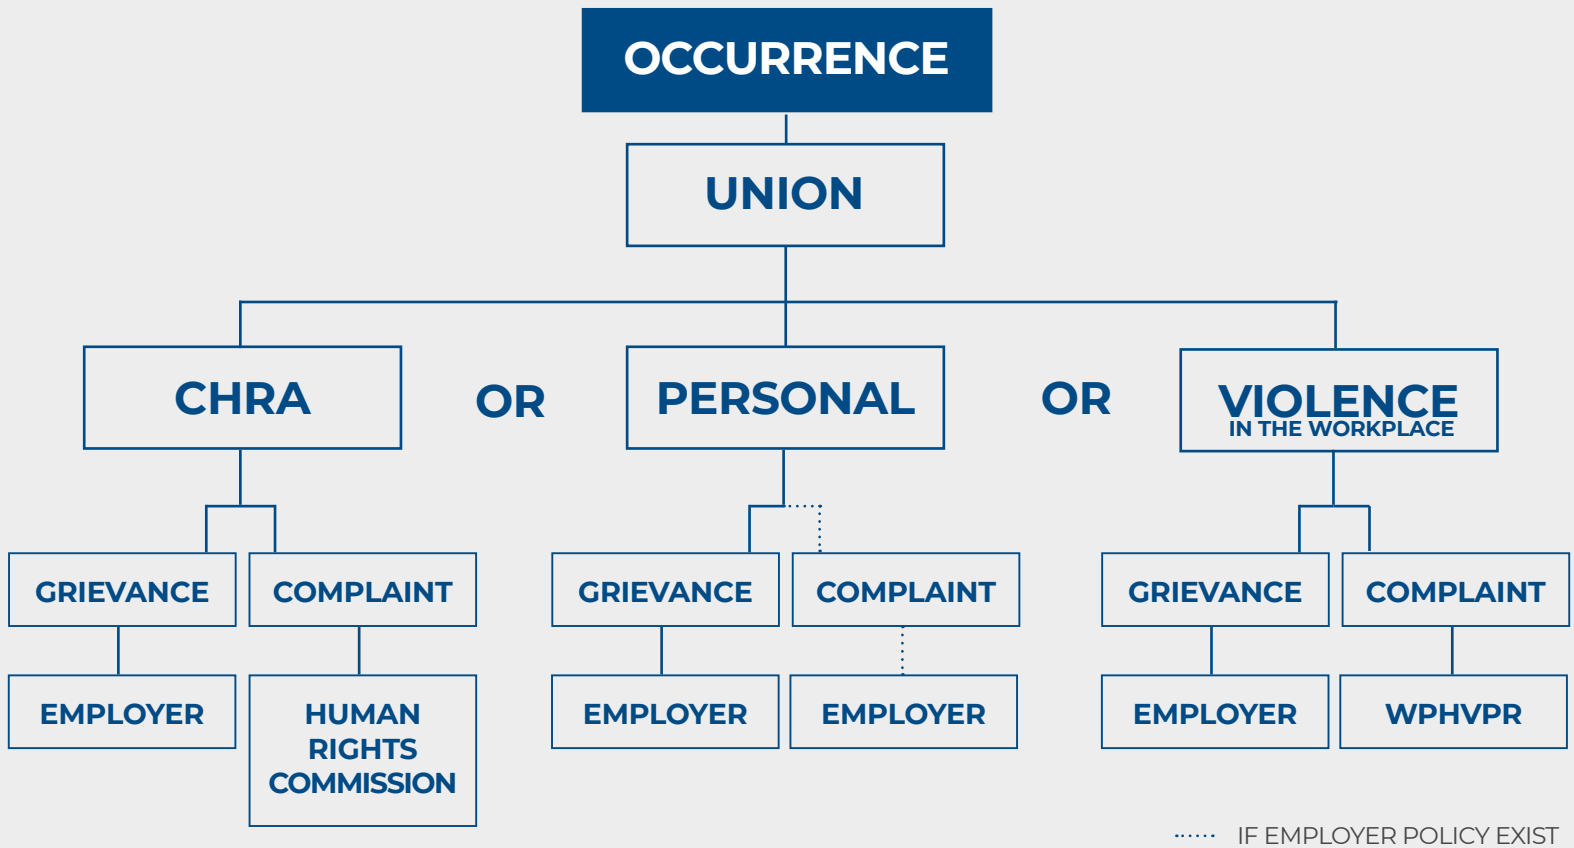 OCCURRENCE
UNION
CHRA
OR
PERSONAL
OR
VIOLENCE
IN THE WORKPLACE
GRIEVANCE
COMPLAINT
GRIEVANCE
COMPLAINT
GRIEVANCE
COMPLAINT
EMPLOYER
HUMAN
RIGHTS
COMMISSION
EMPLOYER
EMPLOYER
EMPLOYER
WPHVPR
IF EMPLOYER POLICY EXIST